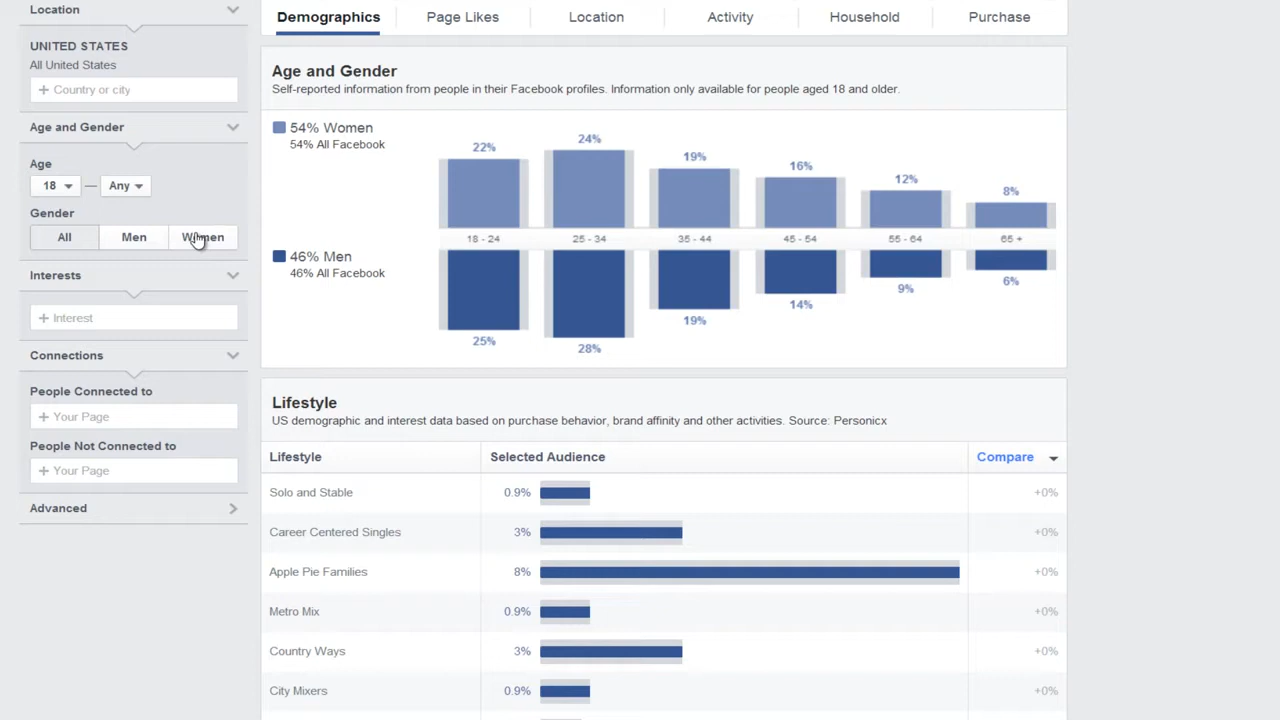 Location
UNITED STATES
All United States
+ Country or city
Age and Gender
Age
18 — Any
Gender
All Men Women
Interests
+ Interest
Connections
People Connected to
+ Your Page
People Not Connected to
+ Your Page
Advanced
Demographics Page Likes Location Activity Household Purchase
Age and Gender
Self-reported information from people in their Facebook profiles. Information only available for people aged 18 and older.
54% Women
54% All Facebook
22% 24% 19% 16% 12% 8%
18 - 24 25 - 34 35 - 44 45 - 54 55 - 64 65 +
46% Men
46% All Facebook
25% 28% 19% 14% 9% 6%
Lifestyle
US demographic and interest data based on purchase behavior, brand affinity and other activities. Source: Personicx
Lifestyle Selected Audience Compare
Solo and Stable 0.9% +0%
Career Centered Singles 3% +0%
Apple Pie Families 8% +0%
Metro Mix 0.9% +0%
Country Ways 3% +0%
City Mixers 0.9% +0%